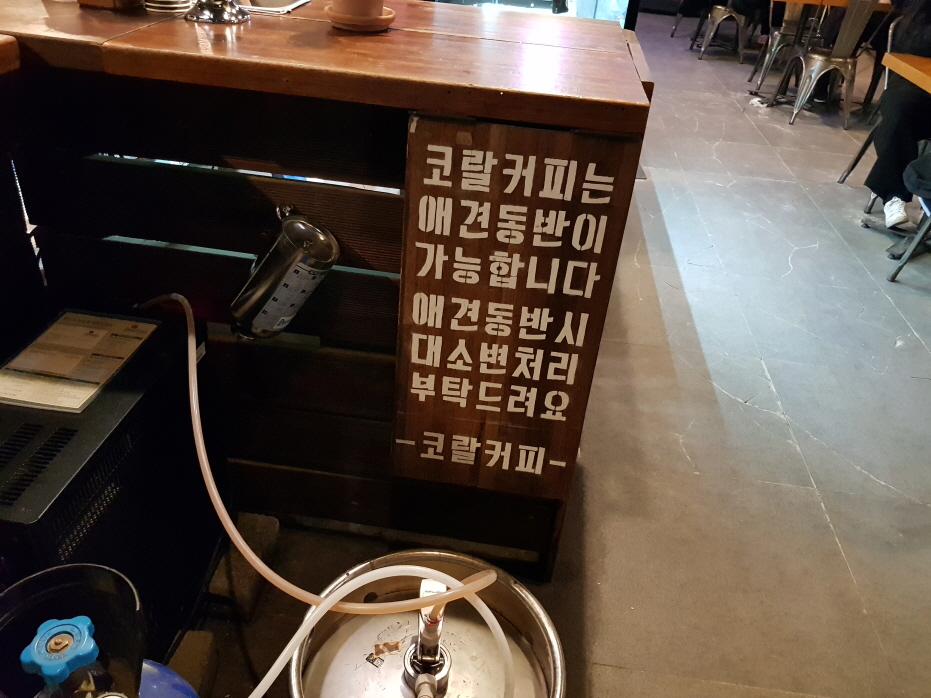 코랄커피는
애견동반이
가능합니다
애견동반시
대소변처리
부탁드려요
-코랄커피-